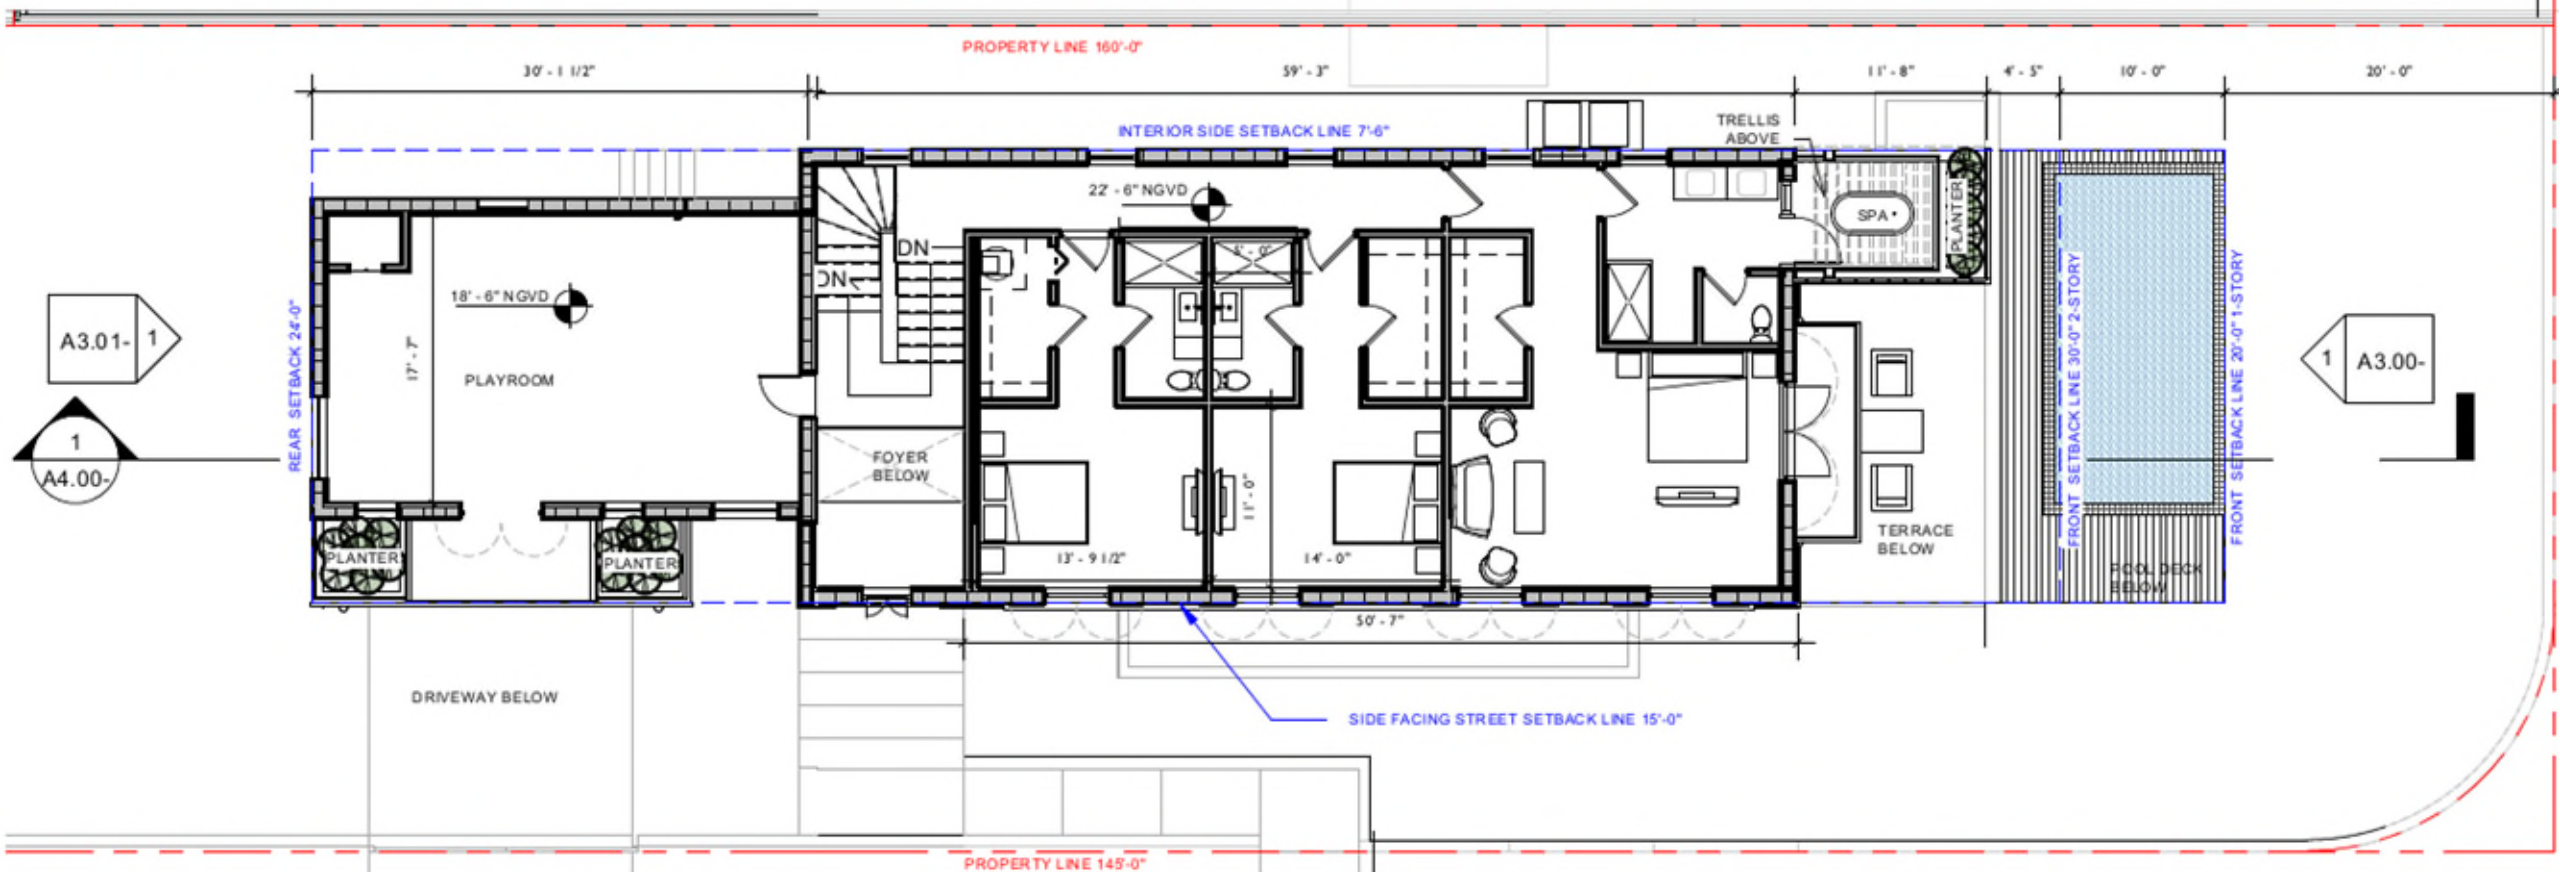 PROPERTY LINE 160'-0"
30' - 1 1/2"
59' - 3"
11' - 8"
4' - 5"
10' - 0"
20' - 0"
INTERIOR SIDE SETBACK LINE 7'-6"
TRELLIS
ABOVE
22' - 6" NGVD
SPA
PLANTER
DN
DN
5' - 0"
18' - 6" NGVD
17' - 7"
PLAYROOM
REAR SETBACK 24'-0"
A3.01-
1
1
A4.00-
FOYER
BELOW
11' - 0"
13' - 9 1/2"
14' - 0"
FRONT SETBACK LINE 30'-0" 2-STORY
FRONT SETBACK LINE 20'-0" 1-STORY
1
A3.00-
TERRACE
BELOW
POOL DECK
BELOW
PLANTER
PLANTER
50' - 7"
DRIVEWAY BELOW
SIDE FACING STREET SETBACK LINE 15'-0"
PROPERTY LINE 145'-0"